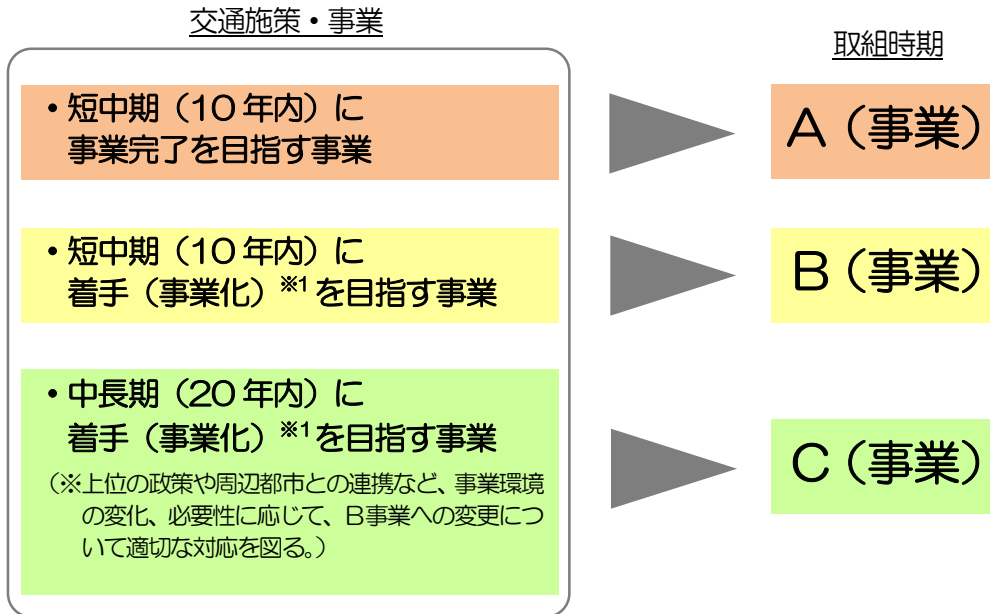 交通施策・事業
取組時期
・短中期（10年内）に
事業完了を目指す事業
A（事業）
・短中期（10年内）に
着手（事業化）※1を目指す事業
B（事業）
・中長期（20年内）に
着手（事業化）※1を目指す事業
（※上位の政策や周辺都市との連携など、事業環境
の変化、必要性に応じて、B事業への変更につ
いて適切な対応を図る。）
C（事業）